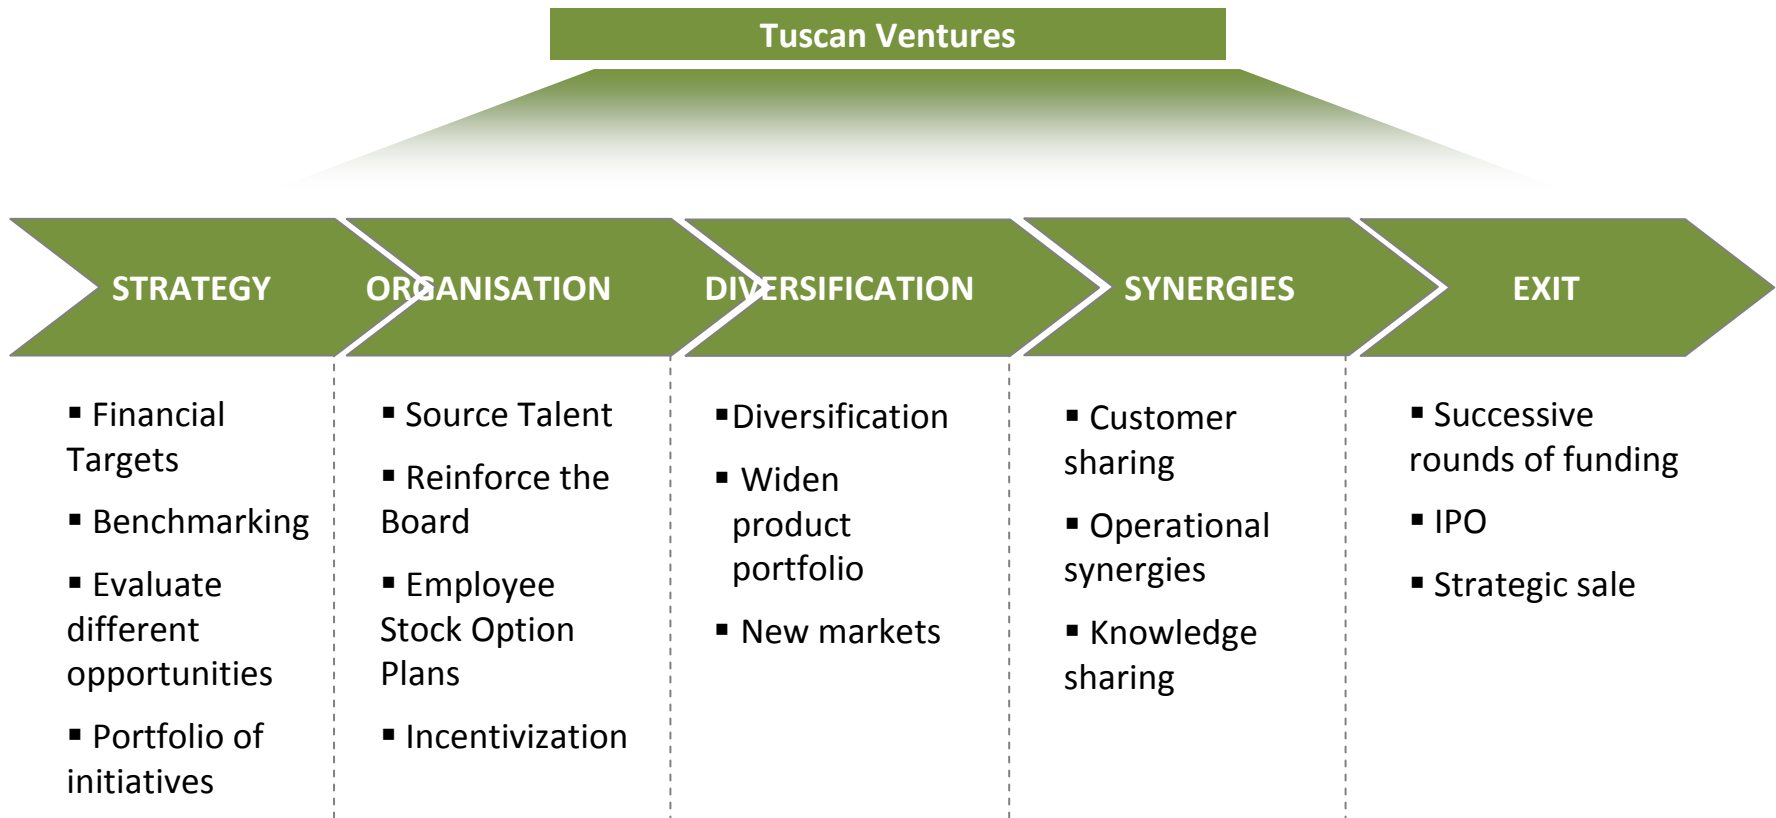 Tuscan Ventures
STRATEGY
ORGANISATION
DIVERSIFICATION
SYNERGIES
EXIT
▪ Financial
Targets
▪ Benchmarking
▪ Evaluate
different
opportunities
▪ Portfolio of
initiatives
▪ Source Talent
▪ Reinforce the
Board
▪ Employee
Stock Option
Plans
▪ Incentivization
▪Diversification
▪ Widen
product
portfolio
▪ New markets
▪ Customer
sharing
▪ Operational
synergies
▪ Knowledge
sharing
▪ Successive
rounds of funding
▪ IPO
▪ Strategic sale